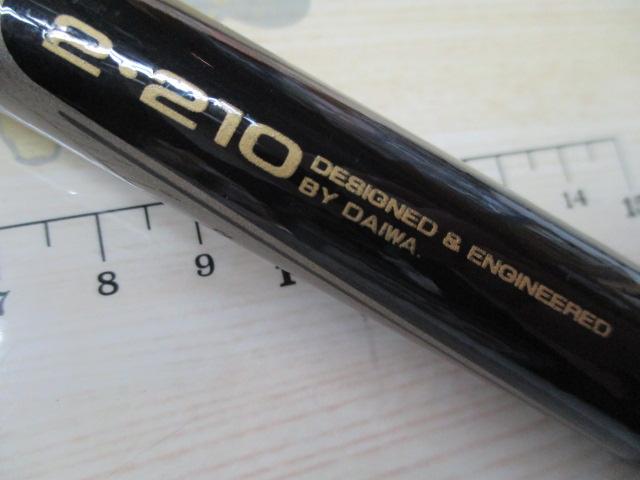 2·210
DESIGNED & ENGINEERED
BY DAIWA.
14
8
9